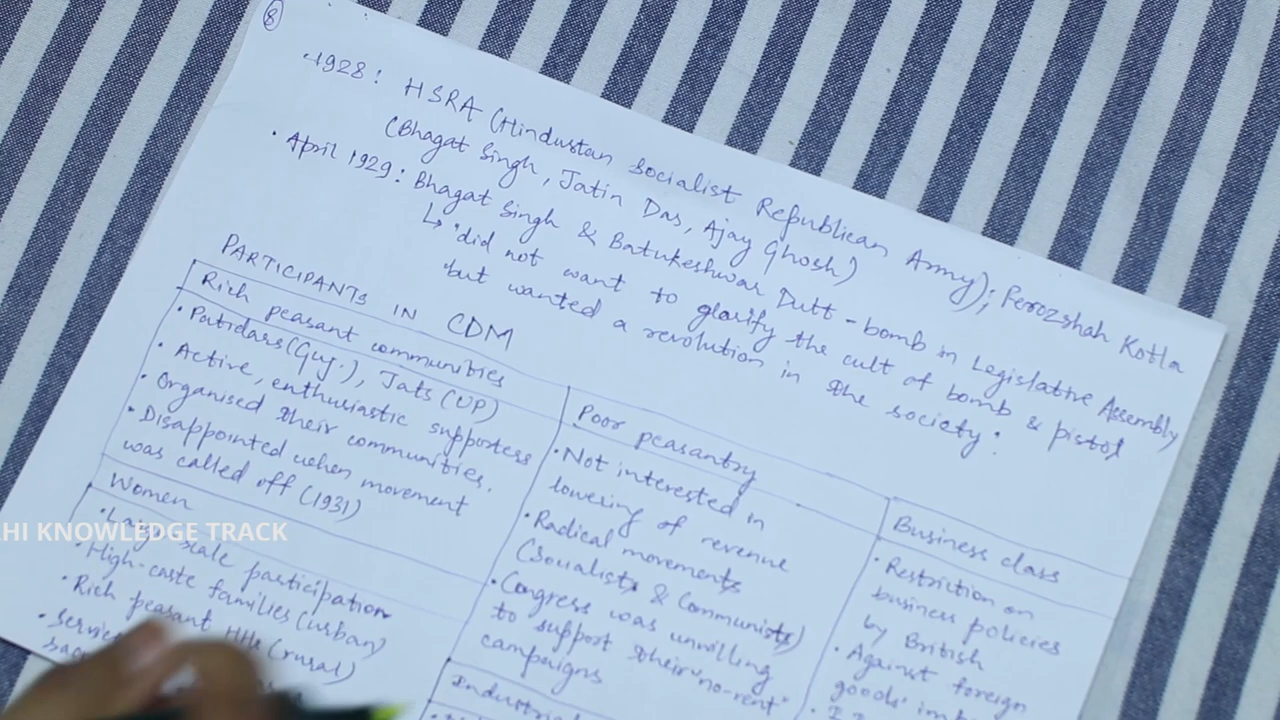 8
• 1928: HSRA (Hindustan Socialist Republican Army); Perozshah Kotla
(Bhagat Singh, Jatin Das, Ajay Ghosh)
• April 1929: Bhagat Singh & Batukeshwar Dutt - bomb in Legislative Assembly
↳ "did not want to glorify the cult of bomb & pistol
but wanted a revolution in the society".
PARTICIPANTS IN CDM
Rich peasant communities
• Patidars (Guj.), Jats (UP)
• Active, enthusiastic supporters
• Organised their communities.
• Disappointed when movement
was called off (1931)
Women
• Large scale participation
• High-caste families (urban)
• Rich peasant HHs (rural)
Poor peasantry
• Not interested in
lowering of revenue
• Radical movements
(Socialists & Communists)
• Congress was unwilling
to support their "no-rent"
campaigns
Business class
• Restriction on
business policies
by British
• Against foreign
goods'
HI KNOWLEDGE TRACK